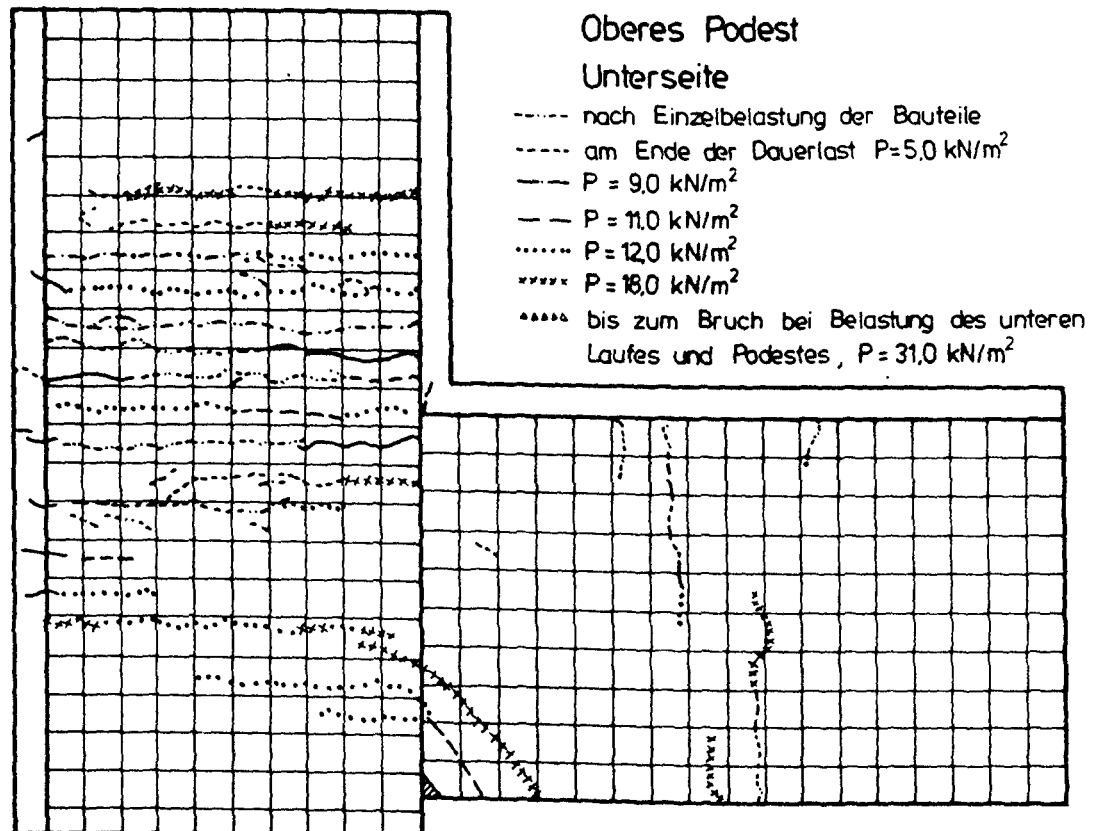 Oberes Podest
Unterseite
nach Einzelbelastung der Bauteile
am Ende der Dauerlast P=5,0 kN/m²
P = 9,0 kN/m²
P = 11,0 kN/m²
P = 12,0 kN/m²
P = 18,0 kN/m²
bis zum Bruch bei Belastung des unteren
Laufes und Podestes, P = 31,0 kN/m²